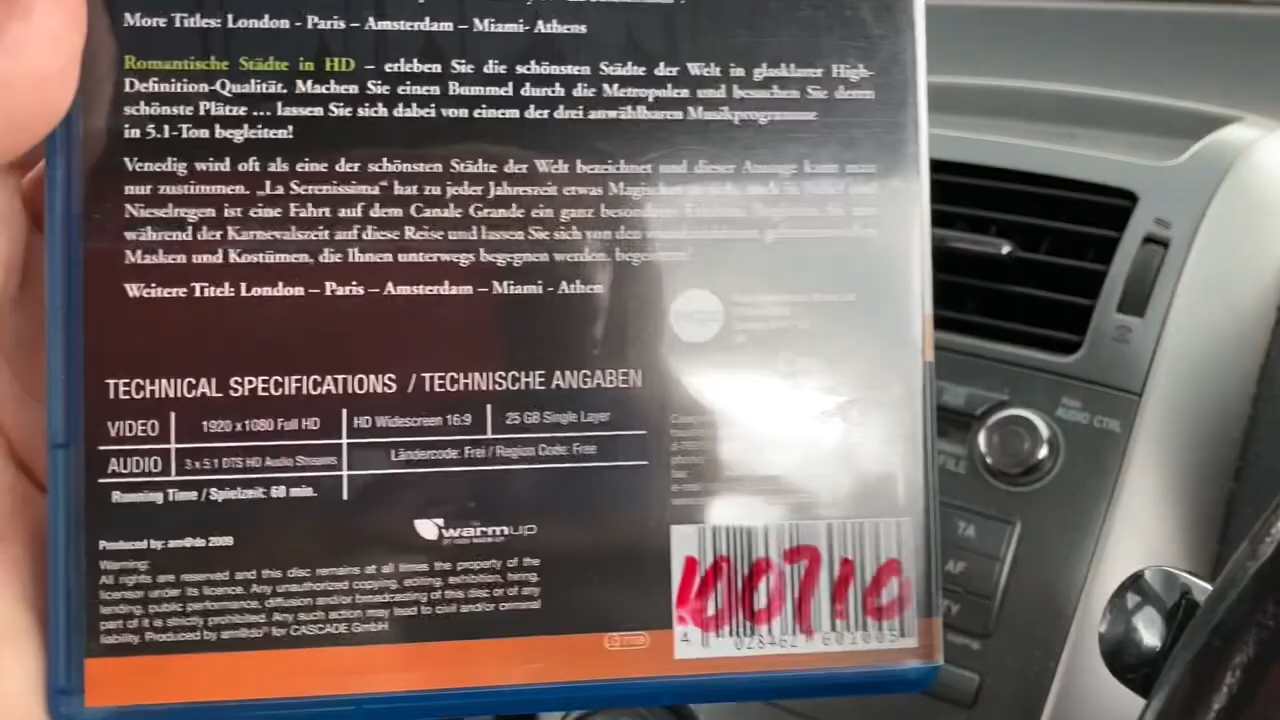 More Titles: London - Paris – Amsterdam – Miami- Athens
Romantische Städte in HD – erleben Sie die schönsten Städte der Welt in glasklarer High-
Definition-Qualität. Machen Sie einen Bummel durch die Metropolen und besuchen Sie deren
schönste Plätze ... lassen Sie sich dabei von einem der drei anwählbaren Musikprogramme
in 5.1-Ton begleiten!
Venedig wird oft als eine der schönsten Städte der Welt bezeichnet und dieser Aussage kann man
nur zustimmen. „La Serenissima“ hat zu jeder Jahreszeit etwas
Nieselregen ist eine Fahrt auf dem Canale Grande ein ganz
während der Karnevalszeit auf diese Reise und lassen Sie sich von den
Masken und Kostümen, die Ihnen unterwegs begegnen werden,
Weitere Titel: London – Paris – Amsterdam – Miami - Athen
TECHNICAL SPECIFICATIONS / TECHNISCHE ANGABEN
VIDEO 1920 x 1080 Full HD HD Widescreen 16:9 25 GB Single Layer
AUDIO 3 x 5.1 DTS HD Audio Streams Ländercode: Frei / Region Code: Free
Running Time / Spielzeit: 60 min.
warmup
Produced by: am@do 2009
Warning:
All rights are reserved and this disc remains at all times the property of the
licensor under its licence. Any unauthorized copying, editing, exhibition, hiring,
lending, public performance, diffusion and/or broadcasting of this disc or of any
part of it is strictly prohibited. Any such action may lead to civil and/or criminal
liability. Produced by am@do® for CASCADE GmbH
100710
AUDIO CTRL
FILE
TA
AF